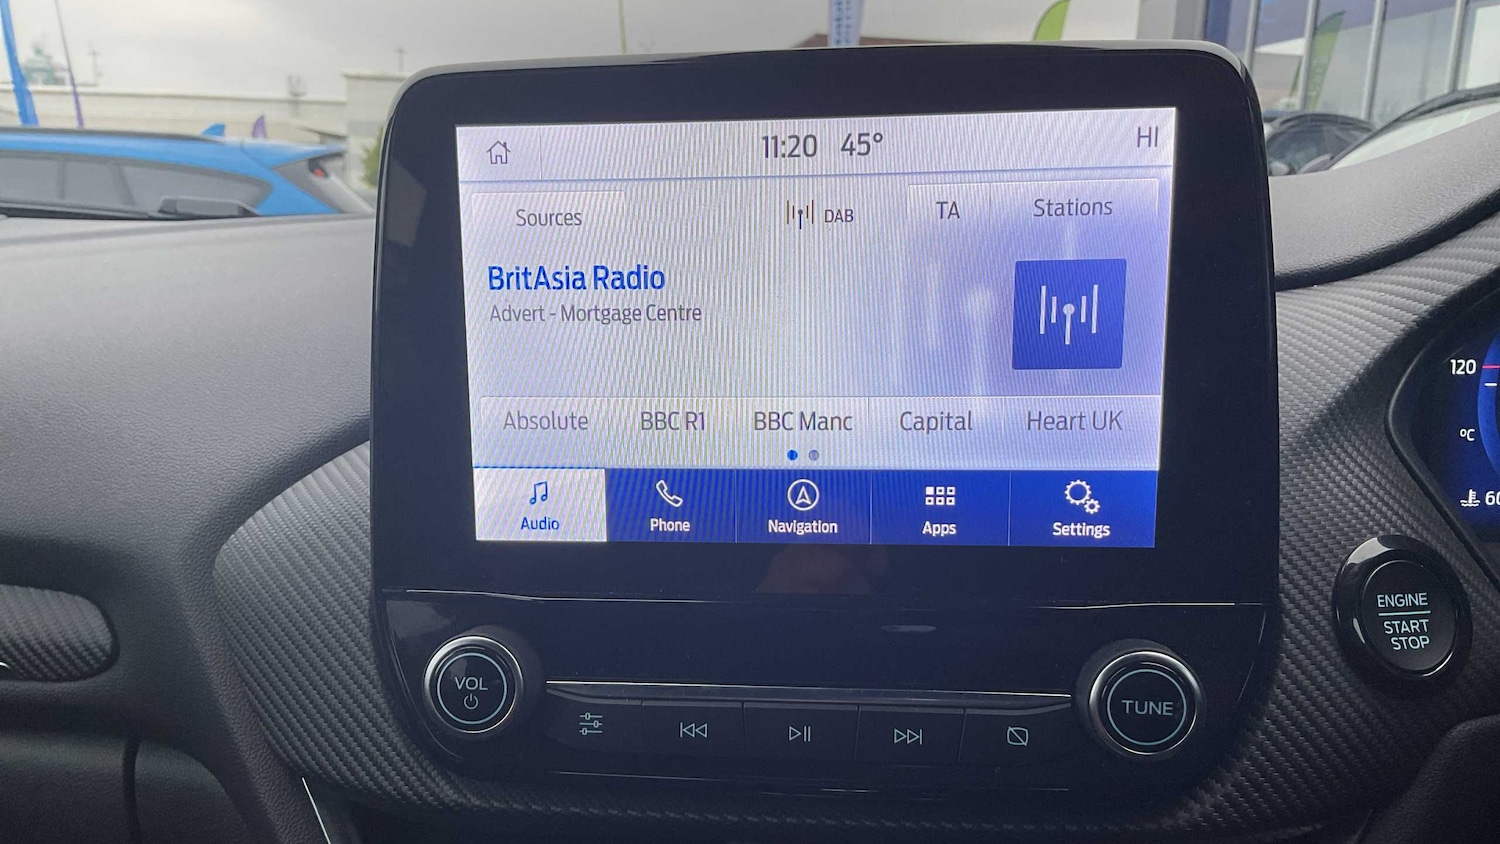 11:20 45° HI
Sources DAB TA Stations
BritAsia Radio
Advert - Mortgage Centre
Absolute BBC R1 BBC Manc Capital Heart UK
Audio Phone Navigation Apps Settings
VOL
TUNE
ENGINE
START
STOP
120
°C
60